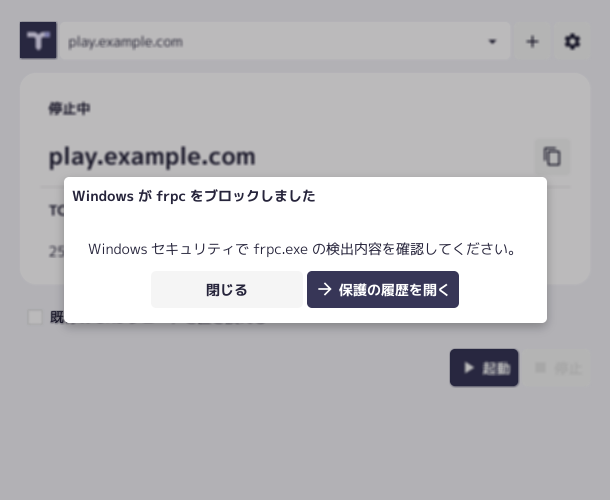 play.example.com
停止中
play.example.com
Windows が frpc をブロックしました
Windows セキュリティで frpc.exe の検出内容を確認してください。
閉じる
保護の履歴を開く
起動
停止